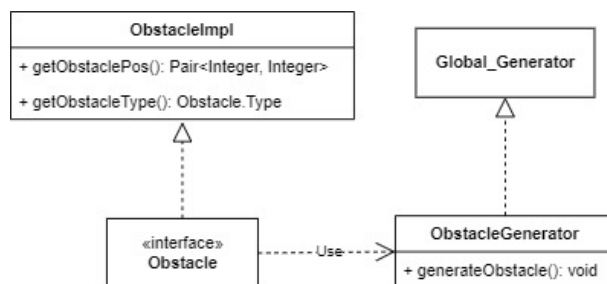 ObstacleImpl
+ getObstaclePos(): Pair<Integer, Integer>
+ getObstacleType(): Obstacle.Type
Global_Generator
«interface»
Obstacle
Use
ObstacleGenerator
+ generateObstacle(): void